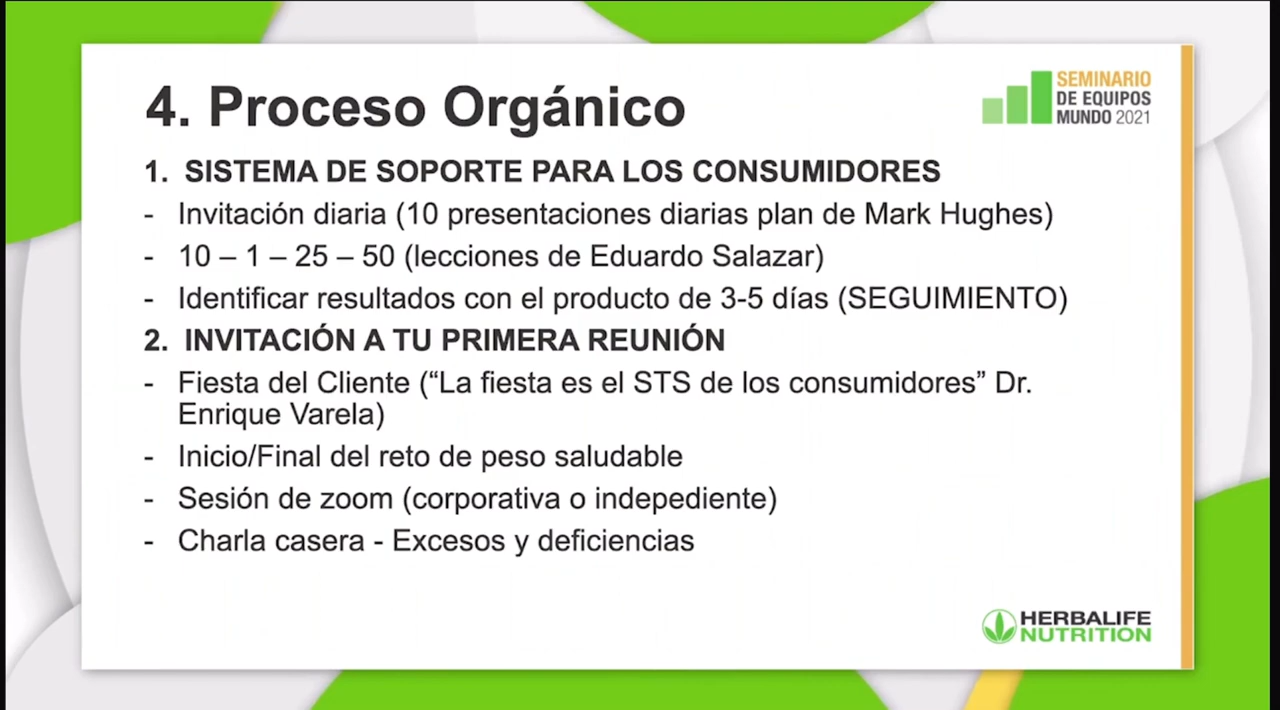 4. Proceso Orgánico
SEMINARIO
DE EQUIPOS
MUNDO 2021
1. SISTEMA DE SOPORTE PARA LOS CONSUMIDORES
- Invitación diaria (10 presentaciones diarias plan de Mark Hughes)
- 10 – 1 – 25 – 50 (lecciones de Eduardo Salazar)
- Identificar resultados con el producto de 3-5 días (SEGUIMIENTO)
2. INVITACIÓN A TU PRIMERA REUNIÓN
- Fiesta del Cliente (“La fiesta es el STS de los consumidores” Dr.
Enrique Varela)
- Inicio/Final del reto de peso saludable
- Sesión de zoom (corporativa o indepediente)
- Charla casera - Excesos y deficiencias
HERBALIFE
NUTRITION